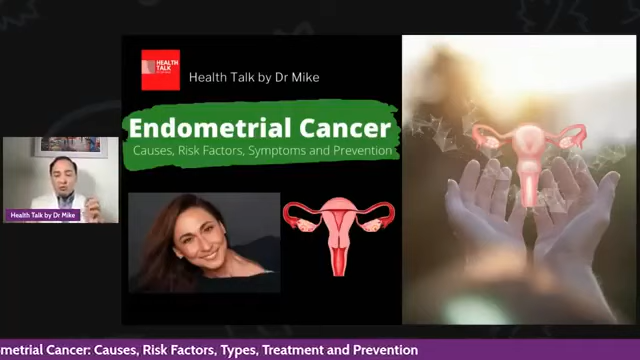 HEALTH
TALK
Health Talk by Dr Mike
Endometrial Cancer
Causes, Risk Factors, Symptoms and Prevention
Health Talk by Dr Mike
metrial Cancer: Causes, Risk Factors, Types, Treatment and Prevention